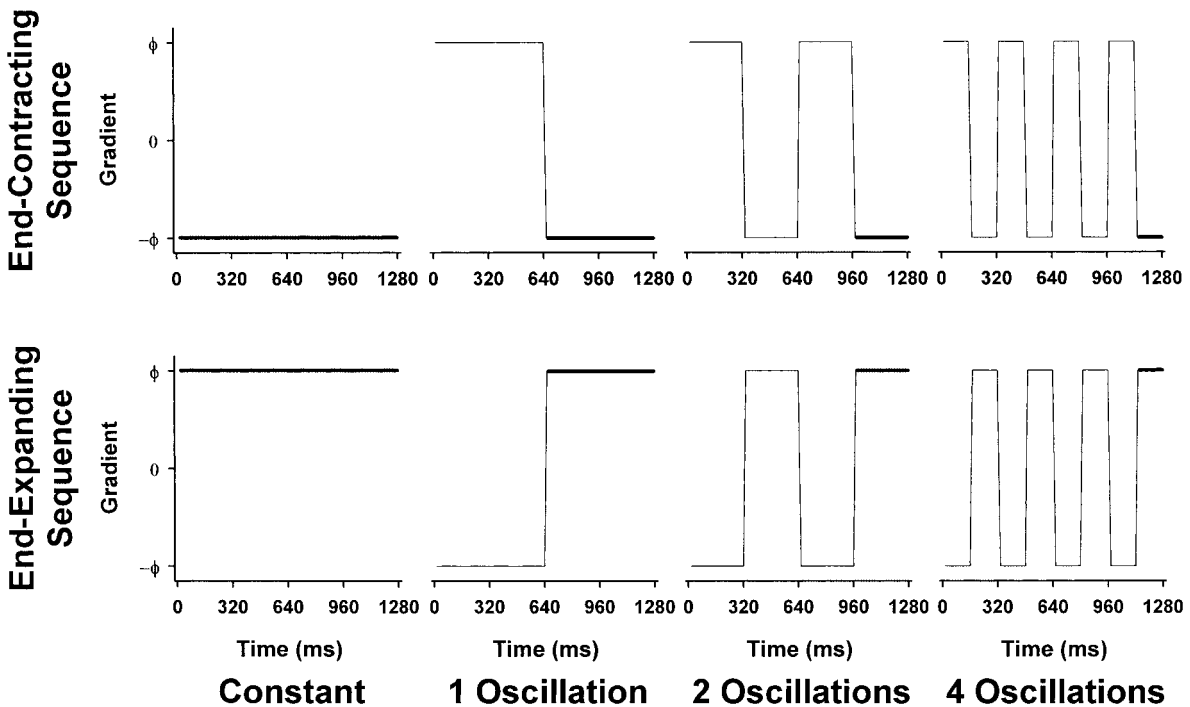 End-Contracting
Sequence
Gradient
ϕ
0
−ϕ
0 320 640 960 1280
0 320 640 960 1280
0 320 640 960 1280
0 320 640 960 1280
End-Expanding
Sequence
Gradient
ϕ
0
−ϕ
0 320 640 960 1280
0 320 640 960 1280
0 320 640 960 1280
0 320 640 960 1280
Time (ms)
Time (ms)
Time (ms)
Time (ms)
Constant
1 Oscillation
2 Oscillations
4 Oscillations